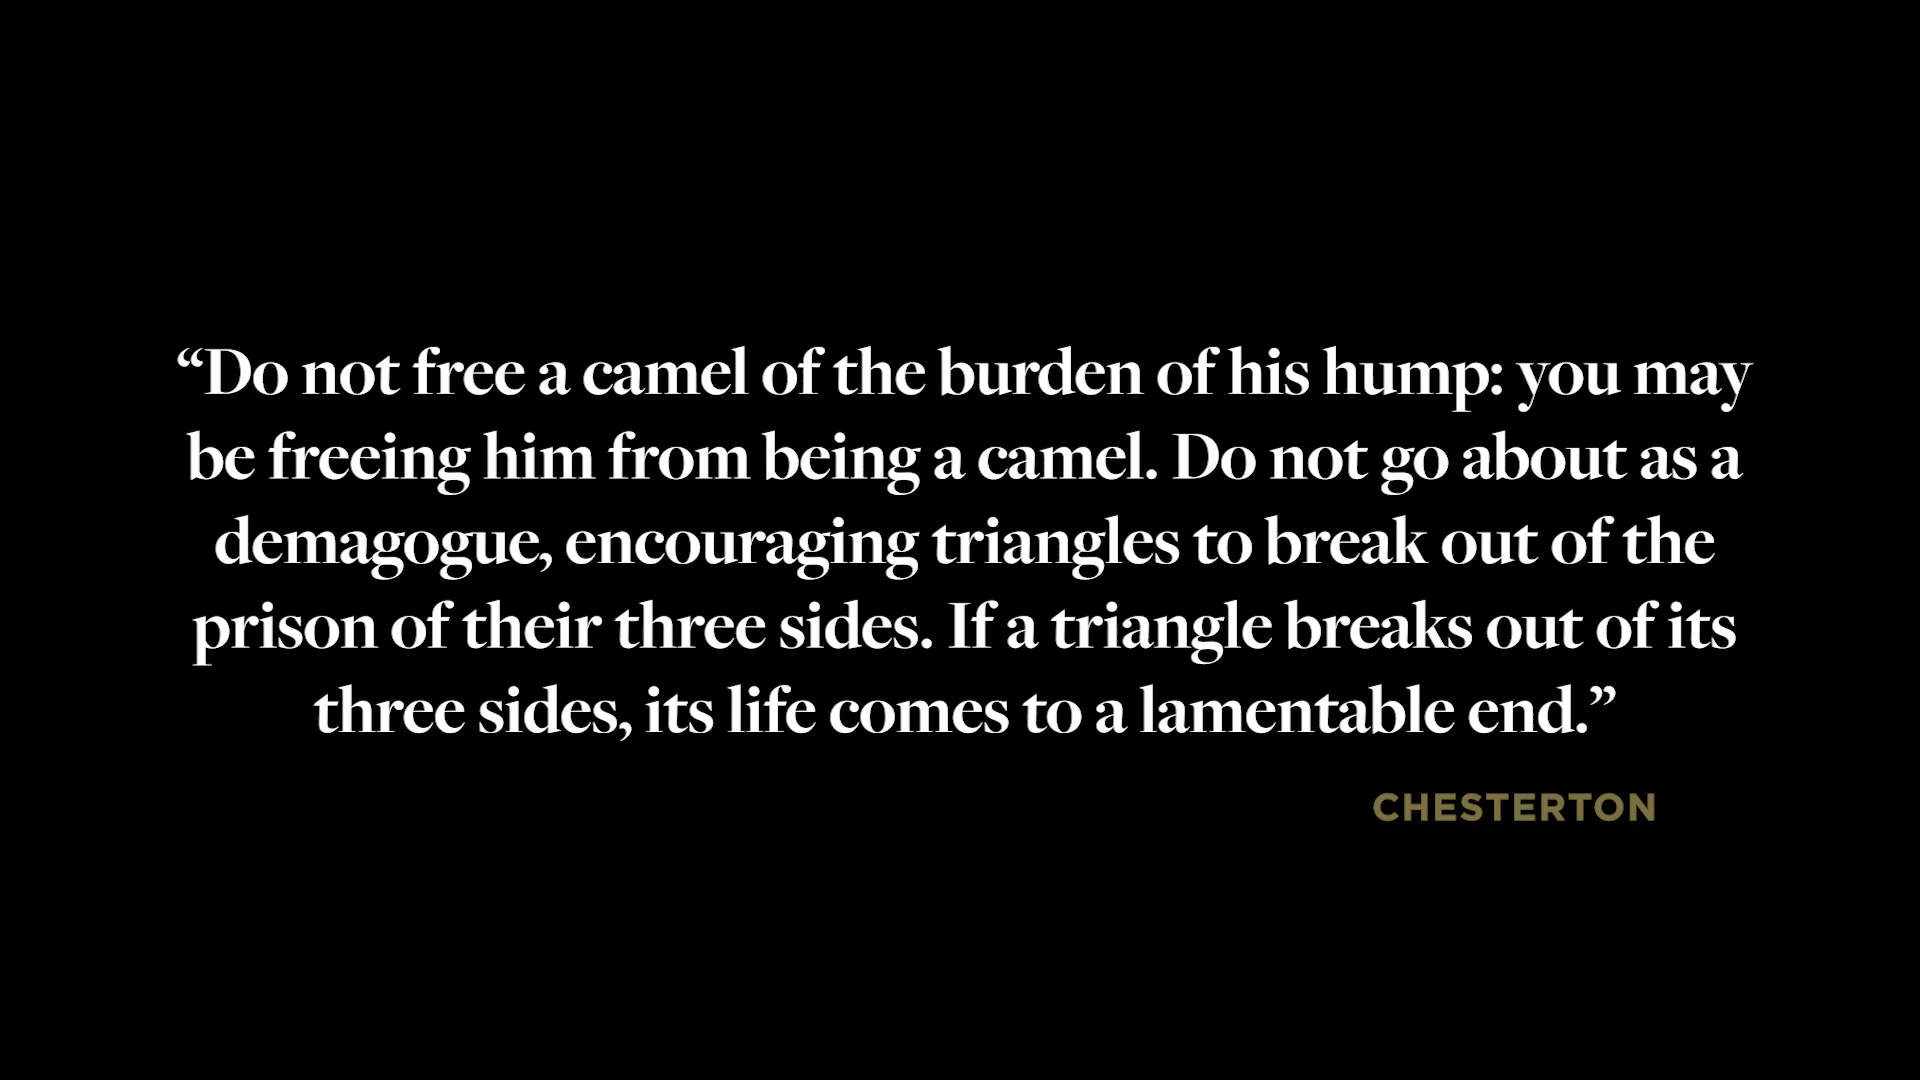 “Do not free a camel of the burden of his hump: you may
be freeing him from being a camel. Do not go about as a
demagogue, encouraging triangles to break out of the
prison of their three sides. If a triangle breaks out of its
three sides, its life comes to a lamentable end.”
CHESTERTON